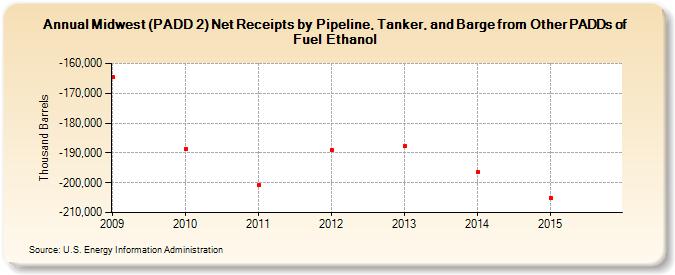 Annual Midwest (PADD 2) Net Receipts by Pipeline, Tanker, and Barge from Other PADDs of
Fuel Ethanol
Thousand Barrels
-160,000
-170,000
-180,000
-190,000
-200,000
-210,000
2009 2010 2011 2012 2013 2014 2015
Source: U.S. Energy Information Administration